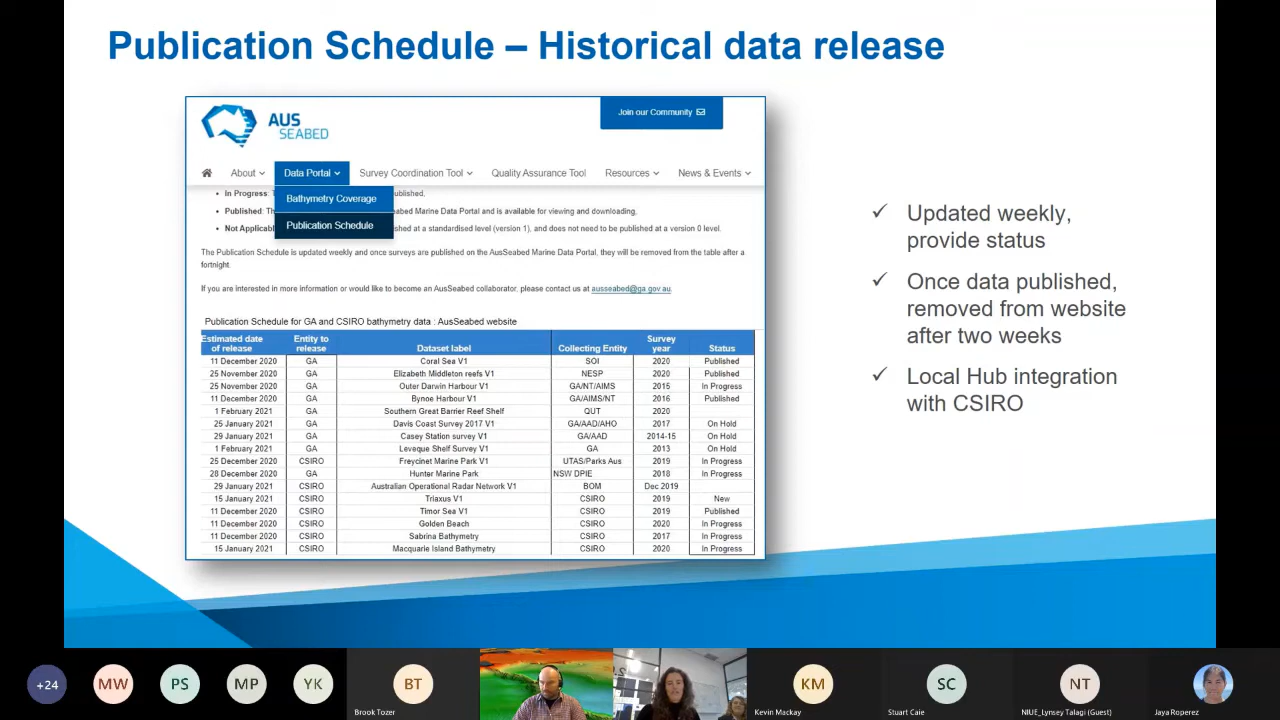 Publication Schedule – Historical data release
AUS
SEABED
Join our Community
About
Data Portal
Survey Coordination Tool
Quality Assurance Tool
Resources
News & Events
Bathymetry Coverage
Publication Schedule
In Progress: ublished.
Published: Th abed Marine Data Portal and is available for viewing and downloading.
Not Applicab shed at a standardised level (version 1), and does not need to be published at a version 0 level.
The Publication Schedule is updated weekly and once surveys are published on the AusSeabed Marine Data Portal, they will be removed from the table after a
fortnight.
If you are interested in more information or would like to become an AusSeabed collaborator, please contact us at ausseabed@ga.gov.au.
Publication Schedule for GA and CSIRO bathymetry data : AusSeabed website
Estimated date of release Entity to release Dataset label Collecting Entity Survey year Status
11 December 2020 GA Coral Sea V1 SOI 2020 Published
25 November 2020 GA Elizabeth Middleton reefs V1 NESP 2020 Published
25 November 2020 GA Outer Darwin Harbour V1 GA/NT/AIMS 2015 In Progress
11 December 2020 GA Bynoe Harbour V1 GA/AIMS/NT 2016 Published
1 February 2021 GA Southern Great Barrier Reef Shelf QUT 2020
25 January 2021 GA Davis Coast Survey 2017 V1 GA/AAD/AHO 2017 On Hold
29 January 2021 GA Casey Station survey V1 GA/AAD 2014-15 On Hold
1 February 2021 GA Leveque Shelf Survey V1 GA 2013 On Hold
25 December 2020 CSIRO Freycinet Marine Park V1 UTAS/Parks Aus 2019 In Progress
28 December 2020 GA Hunter Marine Park NSW DPIE 2018 In Progress
29 January 2021 CSIRO Australian Operational Radar Network V1 BOM Dec 2019
15 January 2021 CSIRO Triaxus V1 CSIRO 2019 New
11 December 2020 CSIRO Timor Sea V1 CSIRO 2019 Published
11 December 2020 CSIRO Golden Beach CSIRO 2020 In Progress
11 December 2020 CSIRO Sabrina Bathymetry CSIRO 2017 In Progress
15 January 2021 CSIRO Macquarie Island Bathymetry CSIRO 2020 In Progress
✓ Updated weekly,
provide status
✓ Once data published,
removed from website
after two weeks
✓ Local Hub integration
with CSIRO
+24
MW
PS
MP
YK
BT
Brook Tozer
KM
Kevin Mackay
SC
Stuart Caie
NT
NIUE_Lynsey Talagi (Guest)
Jaya Roperez